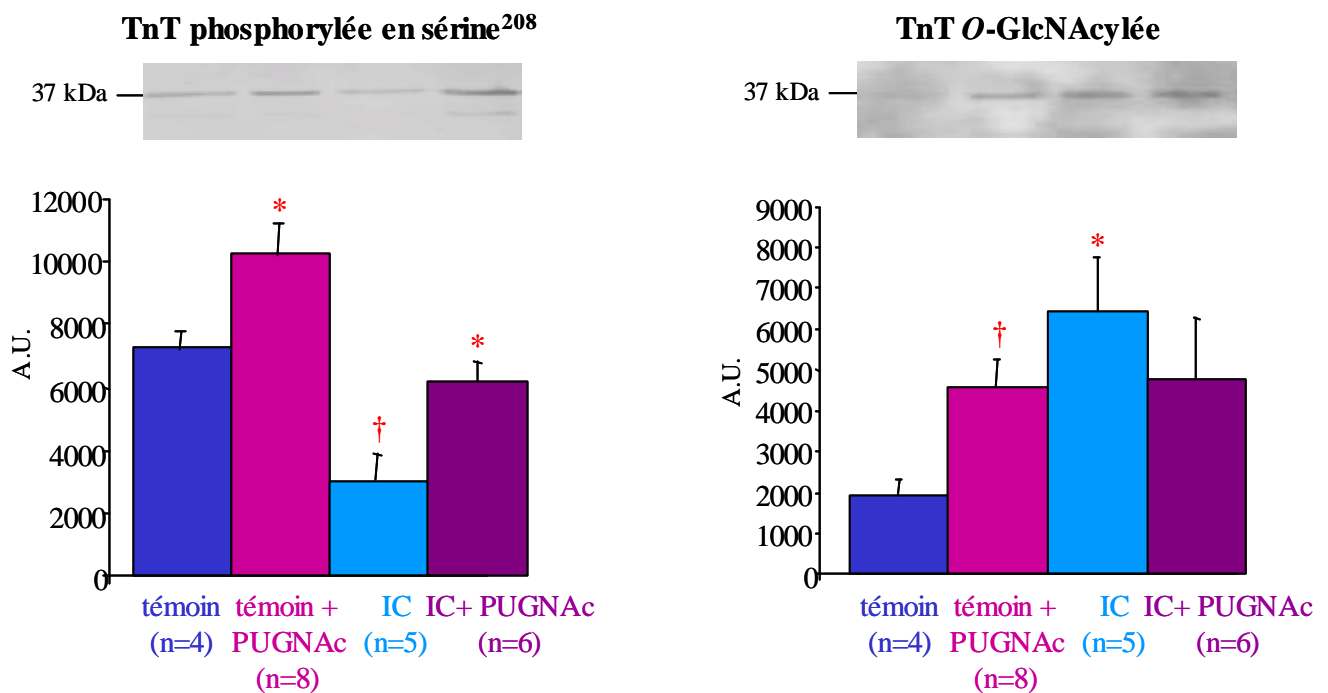 TnT phosphorylée en sérine²⁰⁸
37 kDa
12000
10000
8000
6000
4000
2000
0
A.U.
*
*
†
témoin
(n=4)
témoin +
PUGNAc
(n=8)
IC
(n=5)
IC+ PUGNAc
(n=6)
TnT O-GlcNAcylée
37 kDa
9000
8000
7000
6000
5000
4000
3000
2000
1000
0
A.U.
*
†
témoin
(n=4)
témoin +
PUGNAc
(n=8)
IC
(n=5)
IC+ PUGNAc
(n=6)